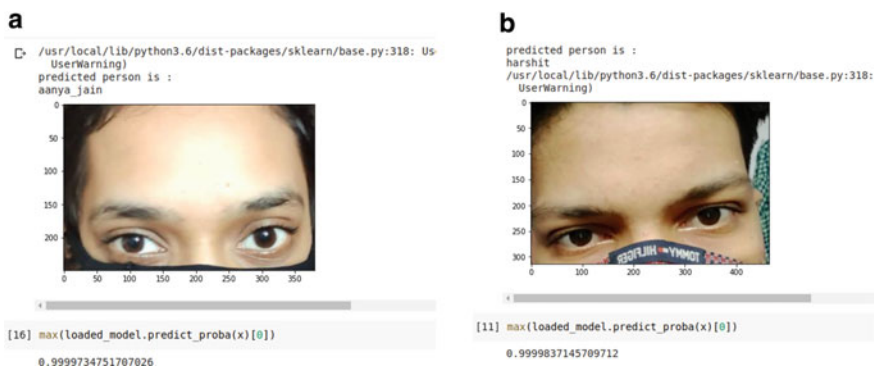 a
/usr/local/lib/python3.6/dist-packages/sklearn/base.py:318: Us
UserWarning)
predicted person is :
aanya_jain
0
50
100
150
200
0 50 100 150 200 250 300 350
[16] max(loaded_model.predict_proba(x)[0])
0.9999734751707026
b
predicted person is :
harshit
/usr/local/lib/python3.6/dist-packages/sklearn/base.py:318:
UserWarning)
0
50
100
150
200
250
300
0 100 200 300 400
TOMMY HILFIGER
[11] max(loaded_model.predict_proba(x)[0])
0.9999837145709712